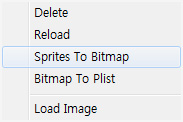 Delete
Reload
Sprites To Bitmap
Bitmap To Plist
Load Image